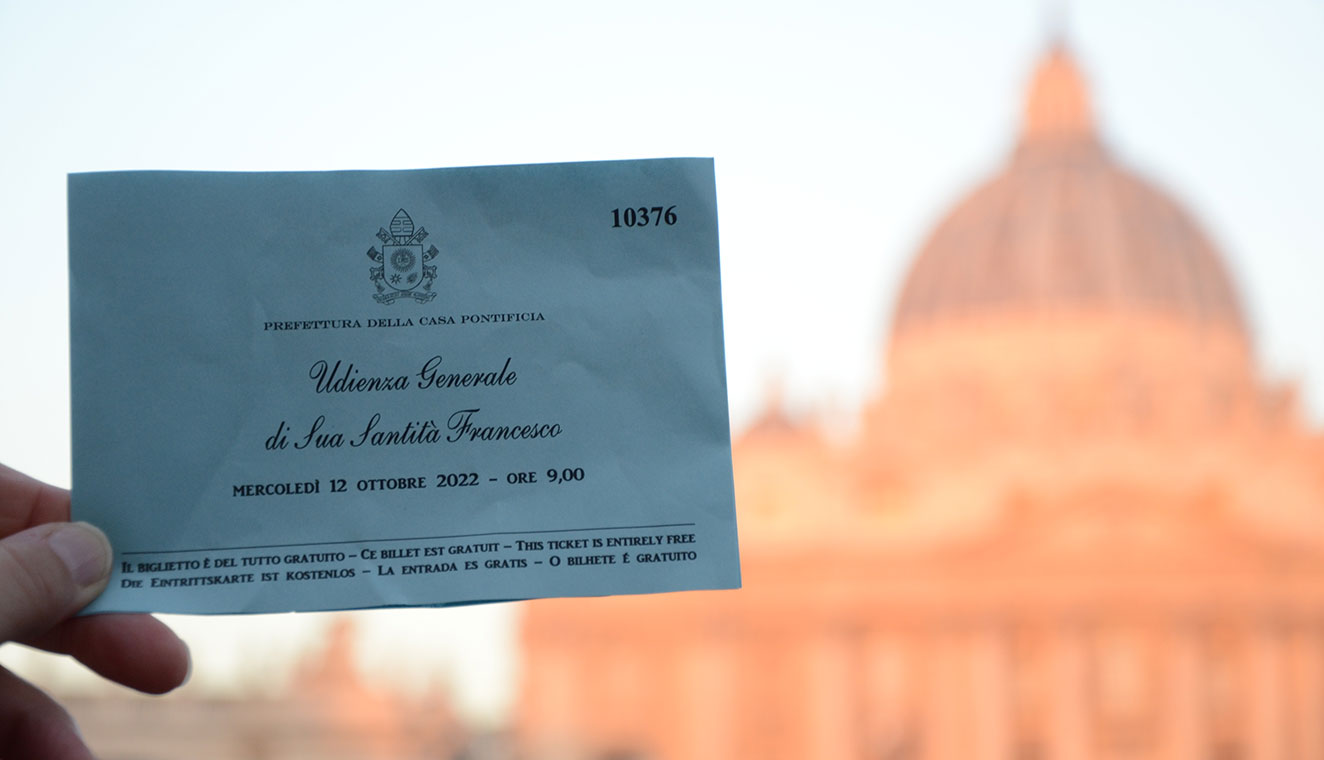 10376
PREFETTURA DELLA CASA PONTIFICIA
Udienza Generale
di Sua Santità Francesco
MERCOLEDÌ 12 OTTOBRE 2022 – ORE 9,00
IL BIGLIETTO È DEL TUTTO GRATUITO – CE BILLET EST GRATUIT – THIS TICKET IS ENTIRELY FREE
DIE EINTRITTSKARTE IST KOSTENLOS – LA ENTRADA ES GRATIS – O BILHETE É GRATUITO